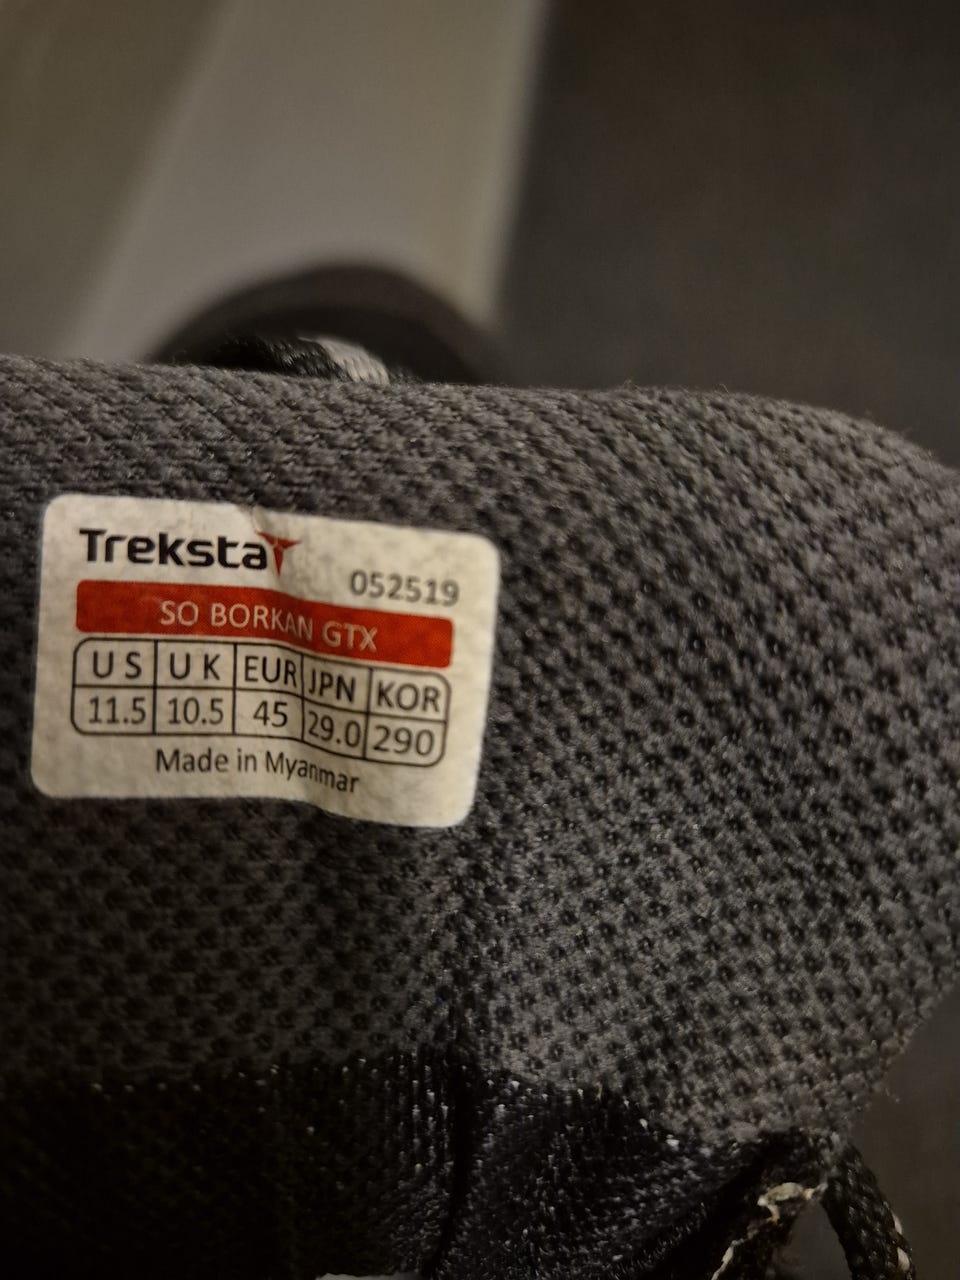 Treksta
052519
SO BORKAN GTX
US UK EUR JPN KOR
11.5 10.5 45 29.0 290
Made in Myanmar